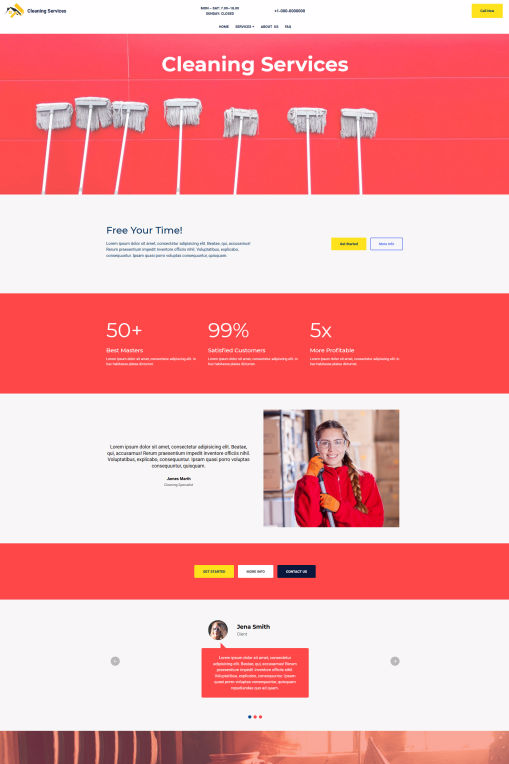 Cleaning Services
MON - SAT: 7.00-18.00
SUNDAY: CLOSED
+1-000-0000000
Call Now
HOME SERVICES ABOUT US FAQ
Cleaning Services
Free Your Time!
Lorem ipsum dolor sit amet, consectetur adipisicing elit. Beatae, qui, accusamus!
Rerum praesentium impedit inventore officiis molestias.
Voluptatibus, explicabo,
consequuntur. Ipsam quasi porro voluptas consequuntur, quisquam.
Get Started
More Info
50+
Best Masters
Lorem ipsum dolor sit amet, consectetur adipiscing elit. In
hac habitasse platea dictumst.
99%
Satisfied Customers
Lorem ipsum dolor sit amet, consectetur adipiscing elit. In
hac habitasse platea dictumst.
5x
More Profitable
Lorem ipsum dolor sit amet, consectetur adipiscing elit. In
hac habitasse platea dictumst.
Lorem ipsum dolor sit amet, consectetur adipisicing elit. Beatae,
qui, accusamus! Rerum praesentium impedit inventore officiis
Voluptatibus, explicabo, consequuntur. Ipsam quasi porro voluptas
consequuntur, quisquam.
James Marth
Cleaning Specialist
GET STARTED
MORE INFO
CONTACT US
Jena Smith
Client
Lorem ipsum dolor sit amet, consectetur
adipisicing elit. Beatae, qui, accusamus! Rerum
praesentium impedit inventore
Voluptatibus, explicabo, consequuntur. Ipsam
quasi porro voluptas consequuntur, quisquam
repudiandae quo ad quam.